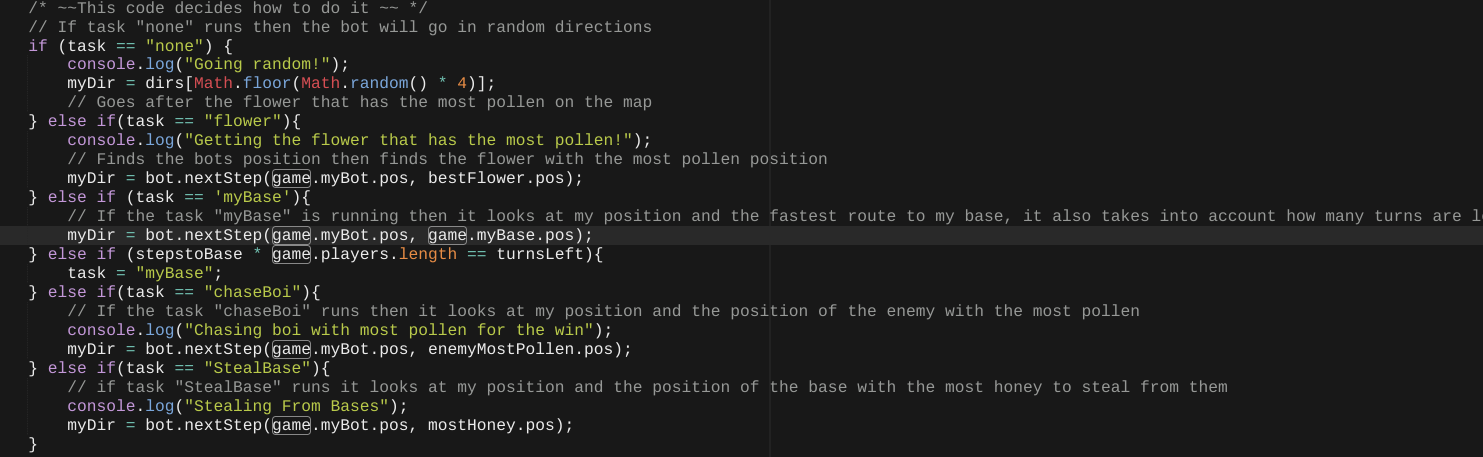 /* ~~This code decides how to do it ~~ */
// If task "none" runs then the bot will go in random directions
if (task == "none") {
    console.log("Going random!");
    myDir = dirs[Math.floor(Math.random() * 4)];
    // Goes after the flower that has the most pollen on the map
} else if(task == "flower"){
    console.log("Getting the flower that has the most pollen!");
    // Finds the bots position then finds the flower with the most pollen position
    myDir = bot.nextStep(game.myBot.pos, bestFlower.pos);
} else if (task == 'myBase'){
    // If the task "myBase" is running then it looks at my position and the fastest route to my base, it also takes into account how many turns are
    myDir = bot.nextStep(game.myBot.pos, game.myBase.pos);
} else if (stepstoBase * game.players.length == turnsLeft){
    task = "myBase";
} else if(task == "chaseBoi"){
    // If the task "chaseBoi" runs then it looks at my position and the position of the enemy with the most pollen
    console.log("Chasing boi with most pollen for the win");
    myDir = bot.nextStep(game.myBot.pos, enemyMostPollen.pos);
} else if(task == "StealBase"){
    // if task "StealBase" runs it looks at my position and the position of the base with the most honey to steal from them
    console.log("Stealing From Bases");
    myDir = bot.nextStep(game.myBot.pos, mostHoney.pos);
}